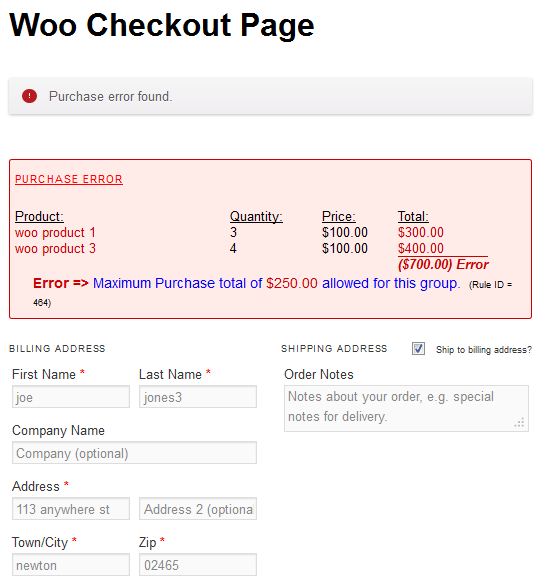 Woo Checkout Page
! Purchase error found.
PURCHASE ERROR
Product: Quantity: Price: Total:
woo product 1 3 $100.00 $300.00
woo product 3 4 $100.00 $400.00
($700.00) Error
Error => Maximum Purchase total of $250.00 allowed for this group. (Rule ID =
464)
BILLING ADDRESS
First Name * Last Name *
joe jones3
Company Name
Company (optional)
Address *
113 anywhere st Address 2 (optiona
Town/City * Zip *
newton 02465
SHIPPING ADDRESS Ship to billing address?
Order Notes
Notes about your order, e.g. special
notes for delivery.